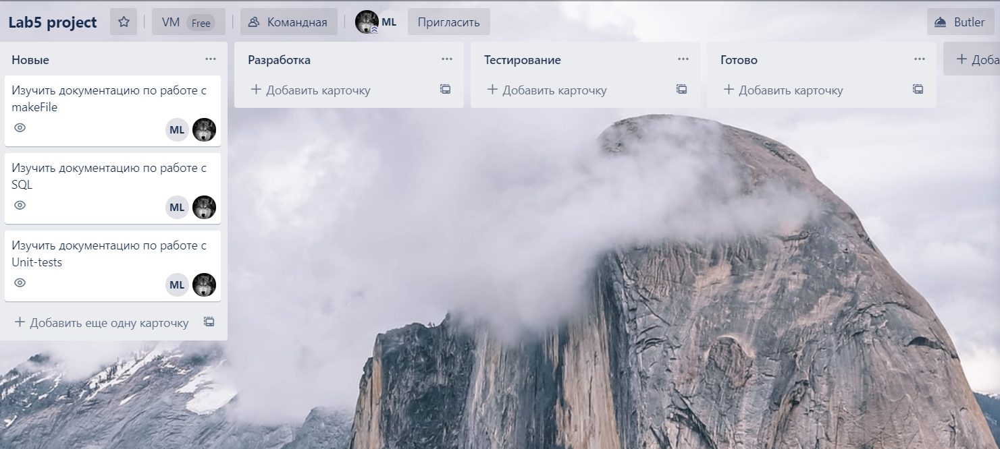 Lab5 project VM Free Командная ML Пригласить Butler
Новые
Изучить документацию по работе с
makeFile
ML
Изучить документацию по работе с
SQL
ML
Изучить документацию по работе с
Unit-tests
ML
Добавить еще одну карточку
Разработка
Добавить карточку
Тестирование
Добавить карточку
Готово
Добавить карточку